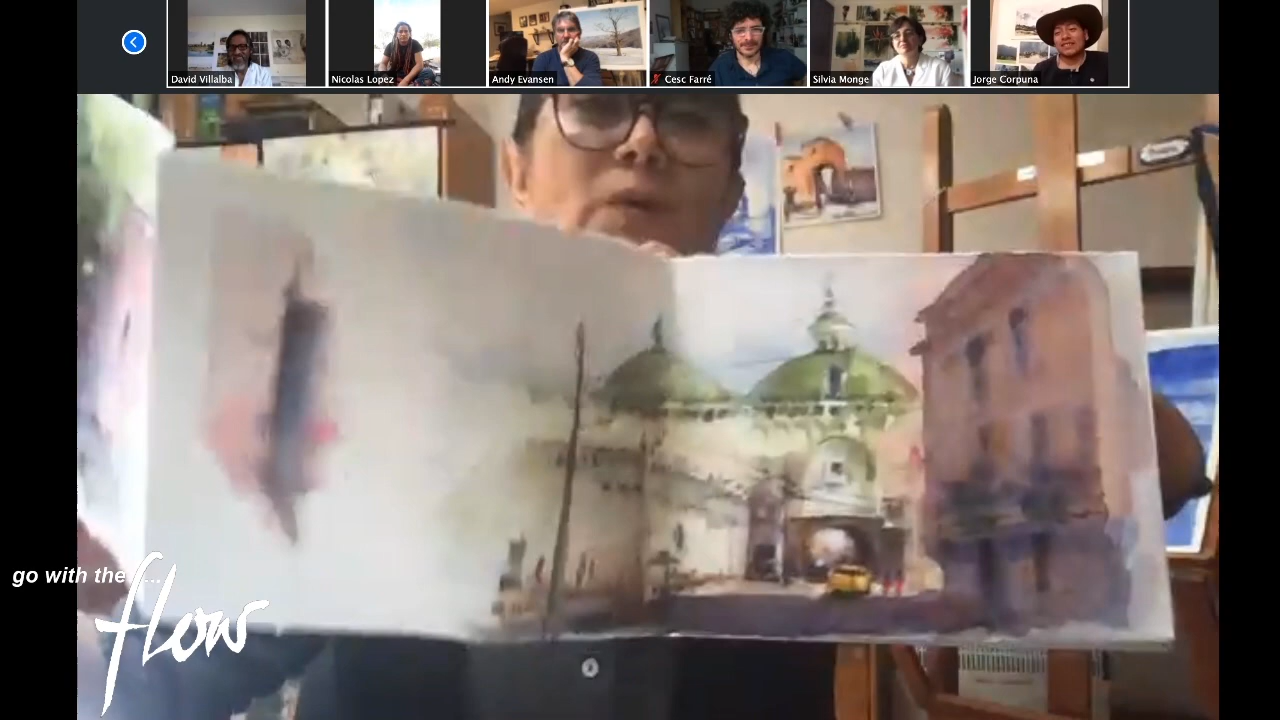 David Villalba
Nicolas Lopez
Andy Evansen
Cesc Farré
Silvia Monge
Jorge Corpuna
go with the ...
flow